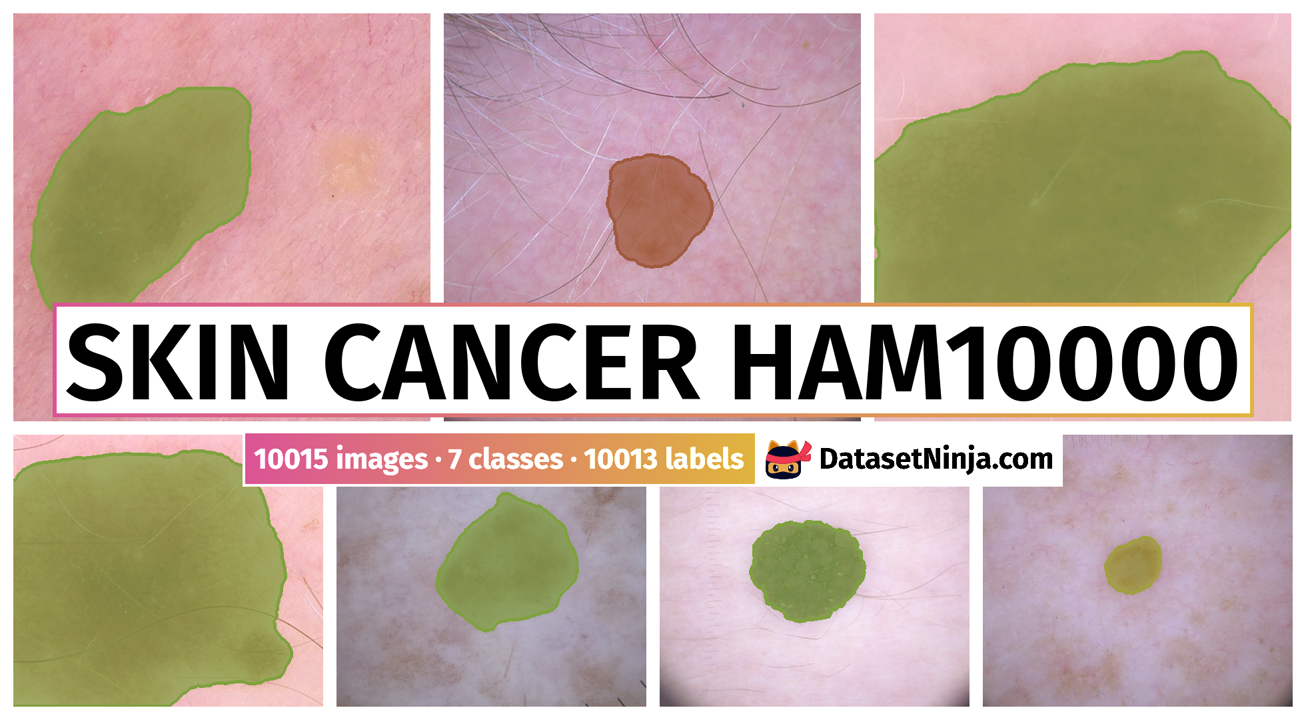 SKIN CANCER HAM10000
10015 images · 7 classes · 10013 labels
DatasetNinja.com